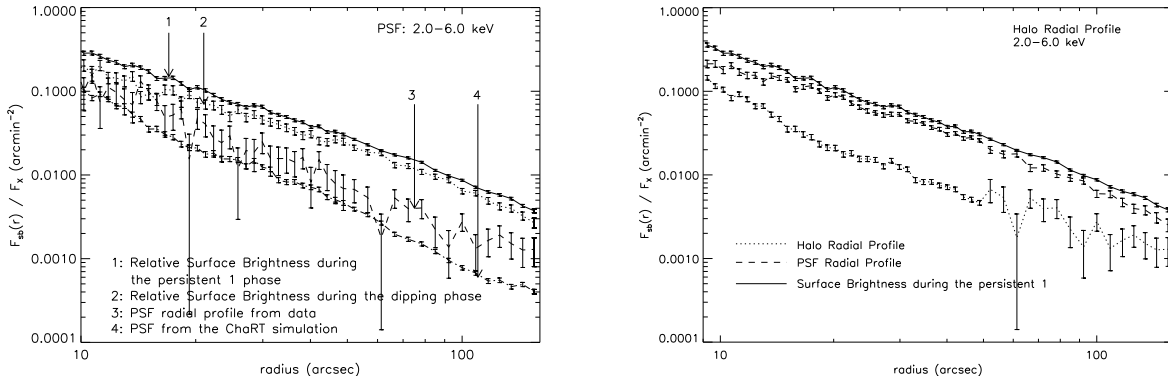 PSF: 2.0-6.0 keV
1 2 3 4
1.0000
0.1000
0.0100
0.0010
0.0001
F_sb(r) / F_X (arcmin^-2)
1: Relative Surface Brightness during
the persistent 1 phase
2: Relative Surface Brightness during the dipping phase
3: PSF radial profile from data
4: PSF from the ChaRT simulation
10 100
radius (arcsec)
Halo Radial Profile
2.0-6.0 keV
1.0000
0.1000
0.0100
0.0010
0.0001
F_sb(r) / F_X (arcmin^-2)
Halo Radial Profile
PSF Radial Profile
Surface Brightness during the persistent 1
10 100
radius (arcsec)